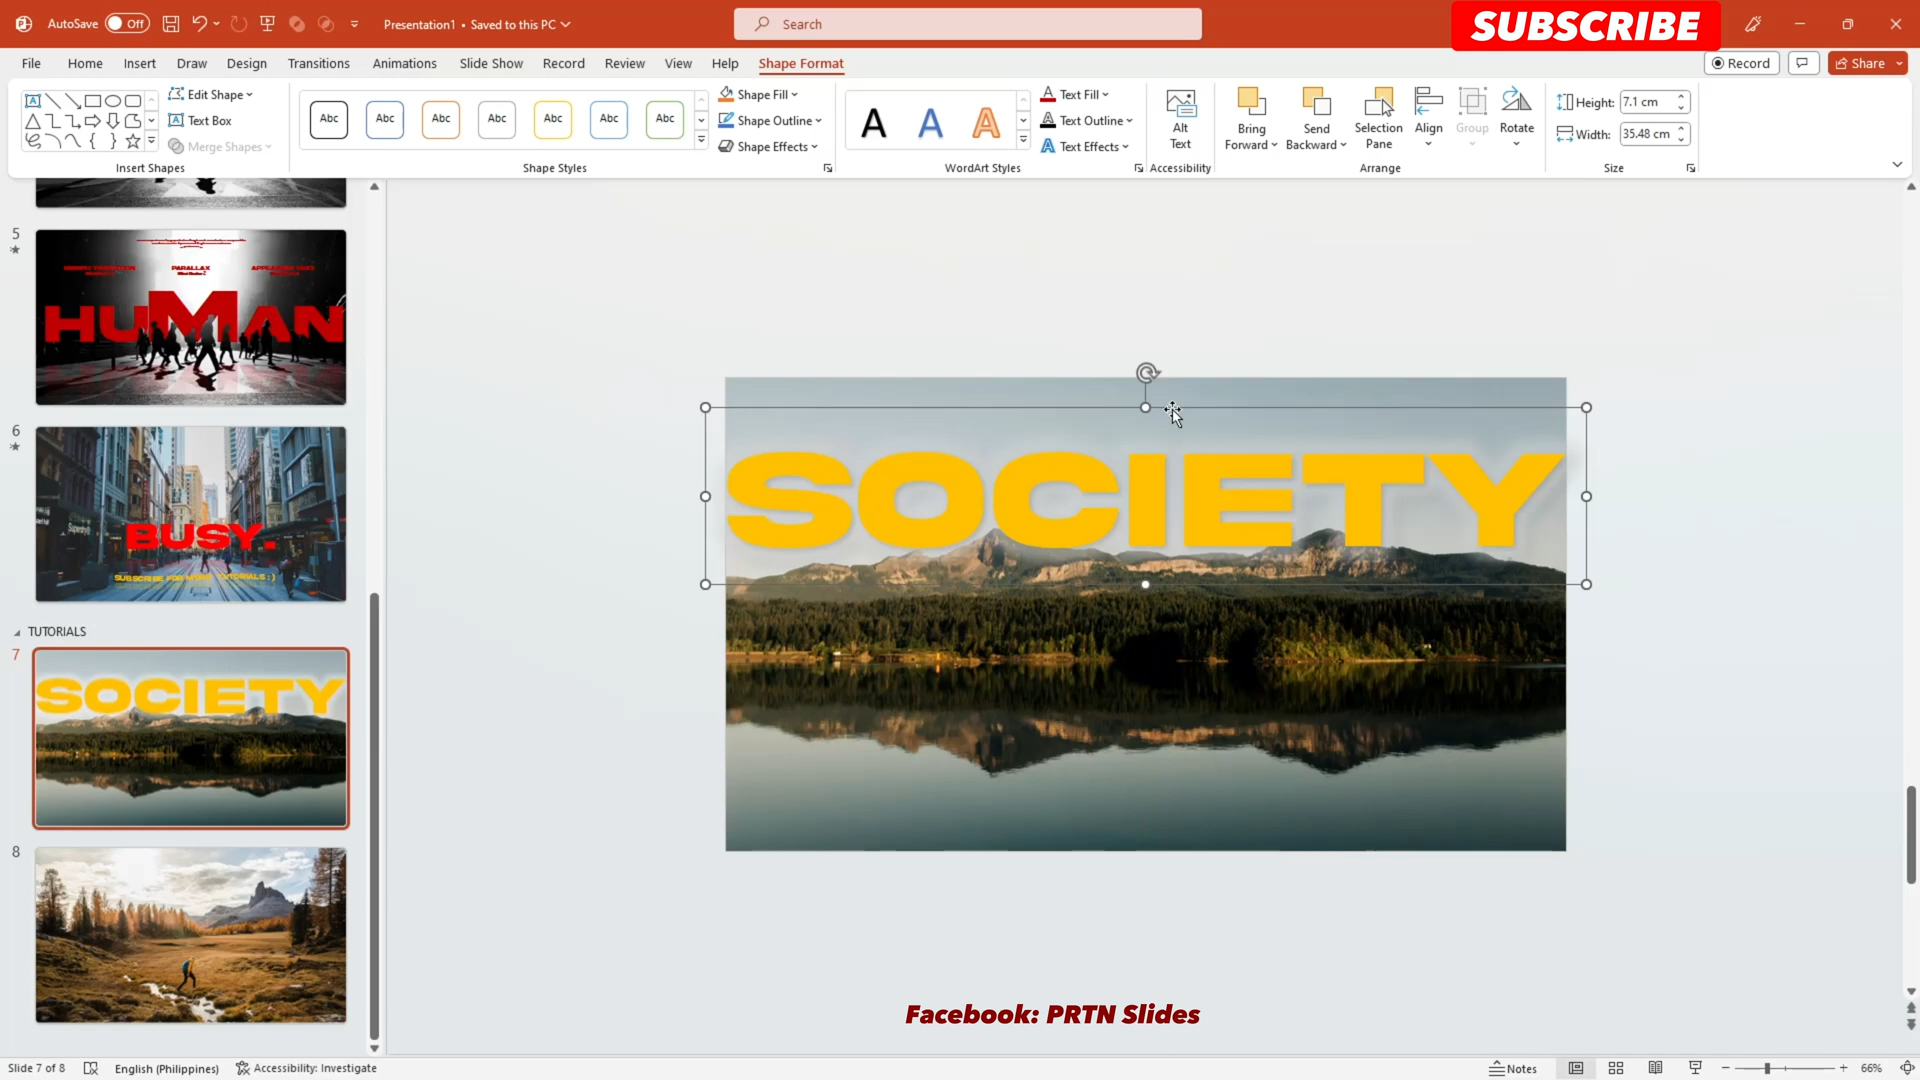 AutoSave Off
Presentation1 • Saved to this PC
Search
SUBSCRIBE
File Home Insert Draw Design Transitions Animations Slide Show Record Review View Help Shape Format
Record Share
Edit Shape
Text Box
Merge Shapes
Insert Shapes
Abc Abc Abc Abc Abc Abc Abc
Shape Fill
Shape Outline
Shape Effects
Shape Styles
A A A
Text Fill
Text Outline
Text Effects
WordArt Styles
Alt Text
Accessibility
Bring Forward
Send Backward
Selection Pane
Align
Group
Rotate
Arrange
Height: 7.1 cm
Width: 35.48 cm
Size
5
PARALLAX
HUMAN
6
BUSY.
SUBSCRIBE FOR MORE TUTORIALS :)
TUTORIALS
7
SOCIETY
8
SOCIETY
Facebook: PRTN Slides
Slide 7 of 8
English (Philippines)
Accessibility: Investigate
Notes
66%